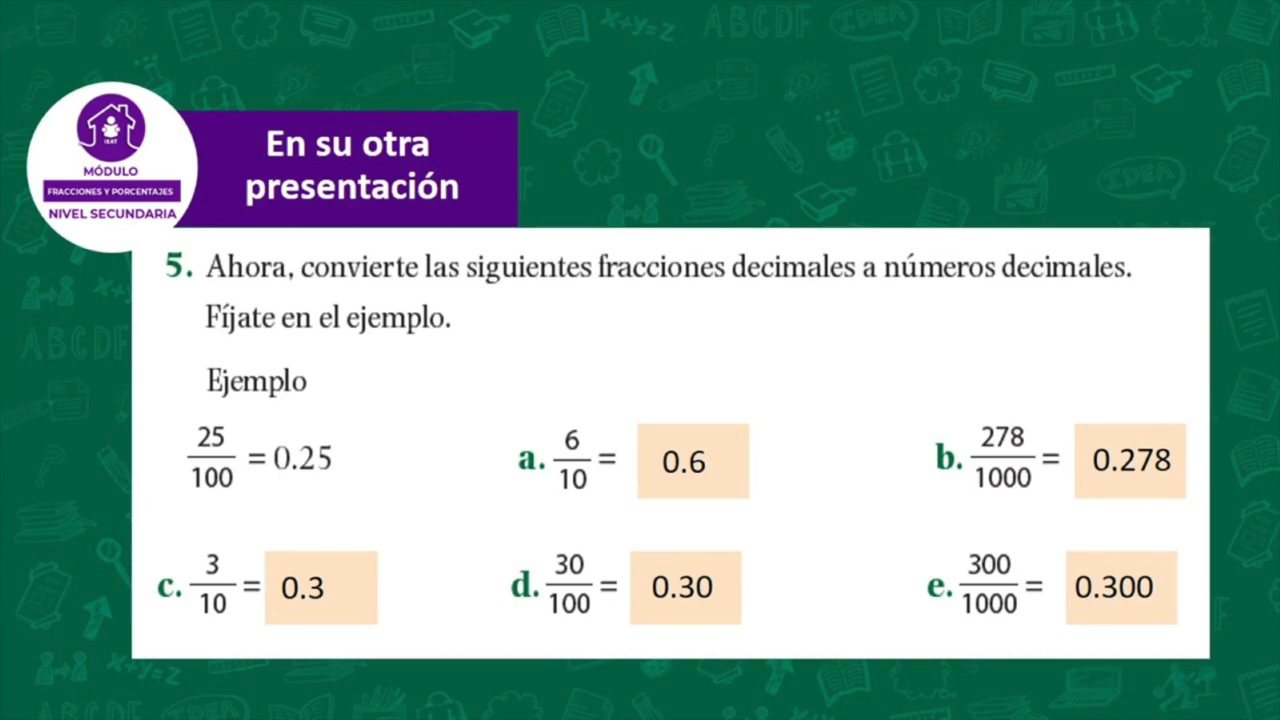 ISAT
MÓDULO
FRACCIONES Y PORCENTAJES
NIVEL SECUNDARIA
En su otra
presentación
5. Ahora, convierte las siguientes fracciones decimales a números decimales.
Fíjate en el ejemplo.
Ejemplo
25/100 = 0.25 a. 6/10 = 0.6 b. 278/1000 = 0.278
c. 3/10 = 0.3 d. 30/100 = 0.30 e. 300/1000 = 0.300